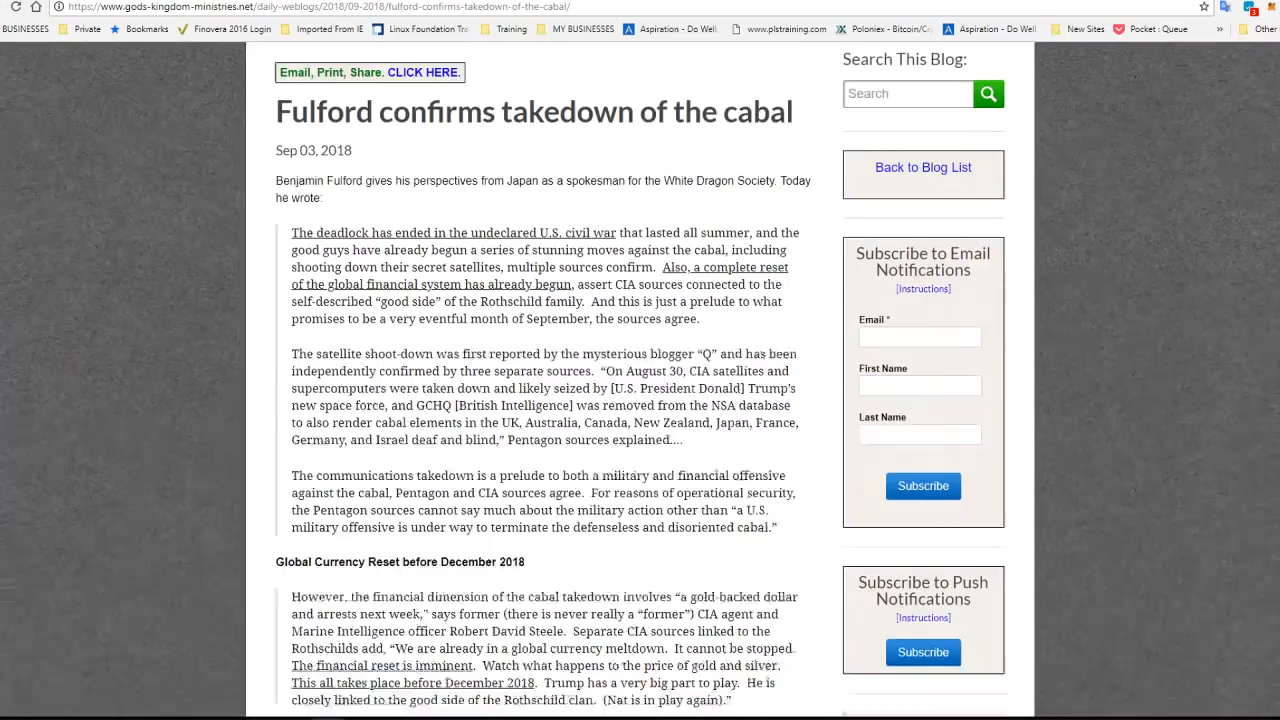 https://www.gods-kingdom-ministries.net/daily-weblogs/2018/09-2018/fulford-confirms-takedown-of-the-cabal/
BUSINESSES Private Bookmarks Finovera 2016 Login Imported From IE Linux Foundation Tra Training MY BUSINESSES Aspiration - Do Well. www.plstraining.com Poloniex - Bitcoin/Cry Aspiration - Do Well. New Sites Pocket : Queue » Other
Email, Print, Share. CLICK HERE.
Fulford confirms takedown of the cabal
Sep 03, 2018
Benjamin Fulford gives his perspectives from Japan as a spokesman for the White Dragon Society. Today
he wrote:
The deadlock has ended in the undeclared U.S. civil war that lasted all summer, and the
good guys have already begun a series of stunning moves against the cabal, including
shooting down their secret satellites, multiple sources confirm. Also, a complete reset
of the global financial system has already begun, assert CIA sources connected to the
self-described “good side” of the Rothschild family. And this is just a prelude to what
promises to be a very eventful month of September, the sources agree.
The satellite shoot-down was first reported by the mysterious blogger “Q” and has been
independently confirmed by three separate sources. “On August 30, CIA satellites and
supercomputers were taken down and likely seized by [U.S. President Donald] Trump’s
new space force, and GCHQ [British Intelligence] was removed from the NSA database
to also render cabal elements in the UK, Australia, Canada, New Zealand, Japan, France,
Germany, and Israel deaf and blind,” Pentagon sources explained….
The communications takedown is a prelude to both a military and financial offensive
against the cabal, Pentagon and CIA sources agree. For reasons of operational security,
the Pentagon sources cannot say much about the military action other than “a U.S.
military offensive is under way to terminate the defenseless and disoriented cabal.”
Global Currency Reset before December 2018
However, the financial dimension of the cabal takedown involves “a gold-backed dollar
and arrests next week,” says former (there is never really a “former”) CIA agent and
Marine Intelligence officer Robert David Steele. Separate CIA sources linked to the
Rothschilds add, “We are already in a global currency meltdown. It cannot be stopped.
The financial reset is imminent. Watch what happens to the price of gold and silver.
This all takes place before December 2018. Trump has a very big part to play. He is
closely linked to the good side of the Rothschild clan. (Nat is in play again).”
Search This Blog:
Search
Back to Blog List
Subscribe to Email
Notifications
[Instructions]
Email *
First Name
Last Name
Subscribe
Subscribe to Push
Notifications
[Instructions]
Subscribe